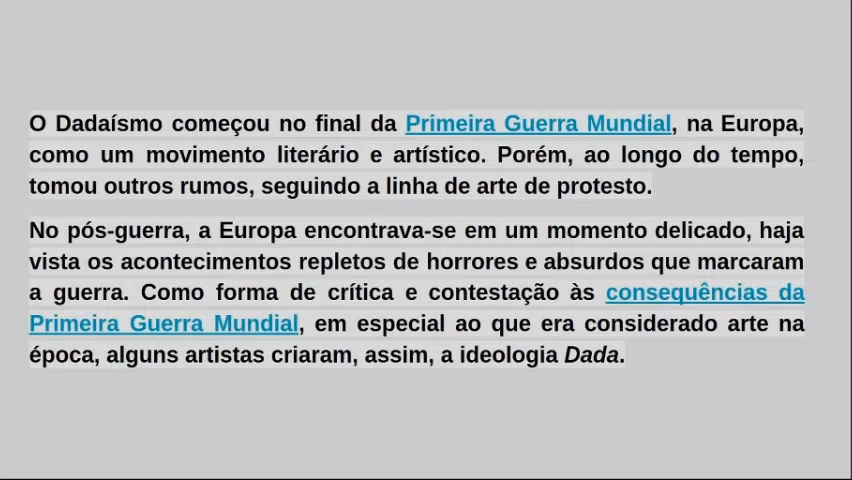 O Dadaísmo começou no final da Primeira Guerra Mundial, na Europa,
como um movimento literário e artístico. Porém, ao longo do tempo,
tomou outros rumos, seguindo a linha de arte de protesto.
No pós-guerra, a Europa encontrava-se em um momento delicado, haja
vista os acontecimentos repletos de horrores e absurdos que marcaram
a guerra. Como forma de crítica e contestação às consequências da
Primeira Guerra Mundial, em especial ao que era considerado arte na
época, alguns artistas criaram, assim, a ideologia Dada.